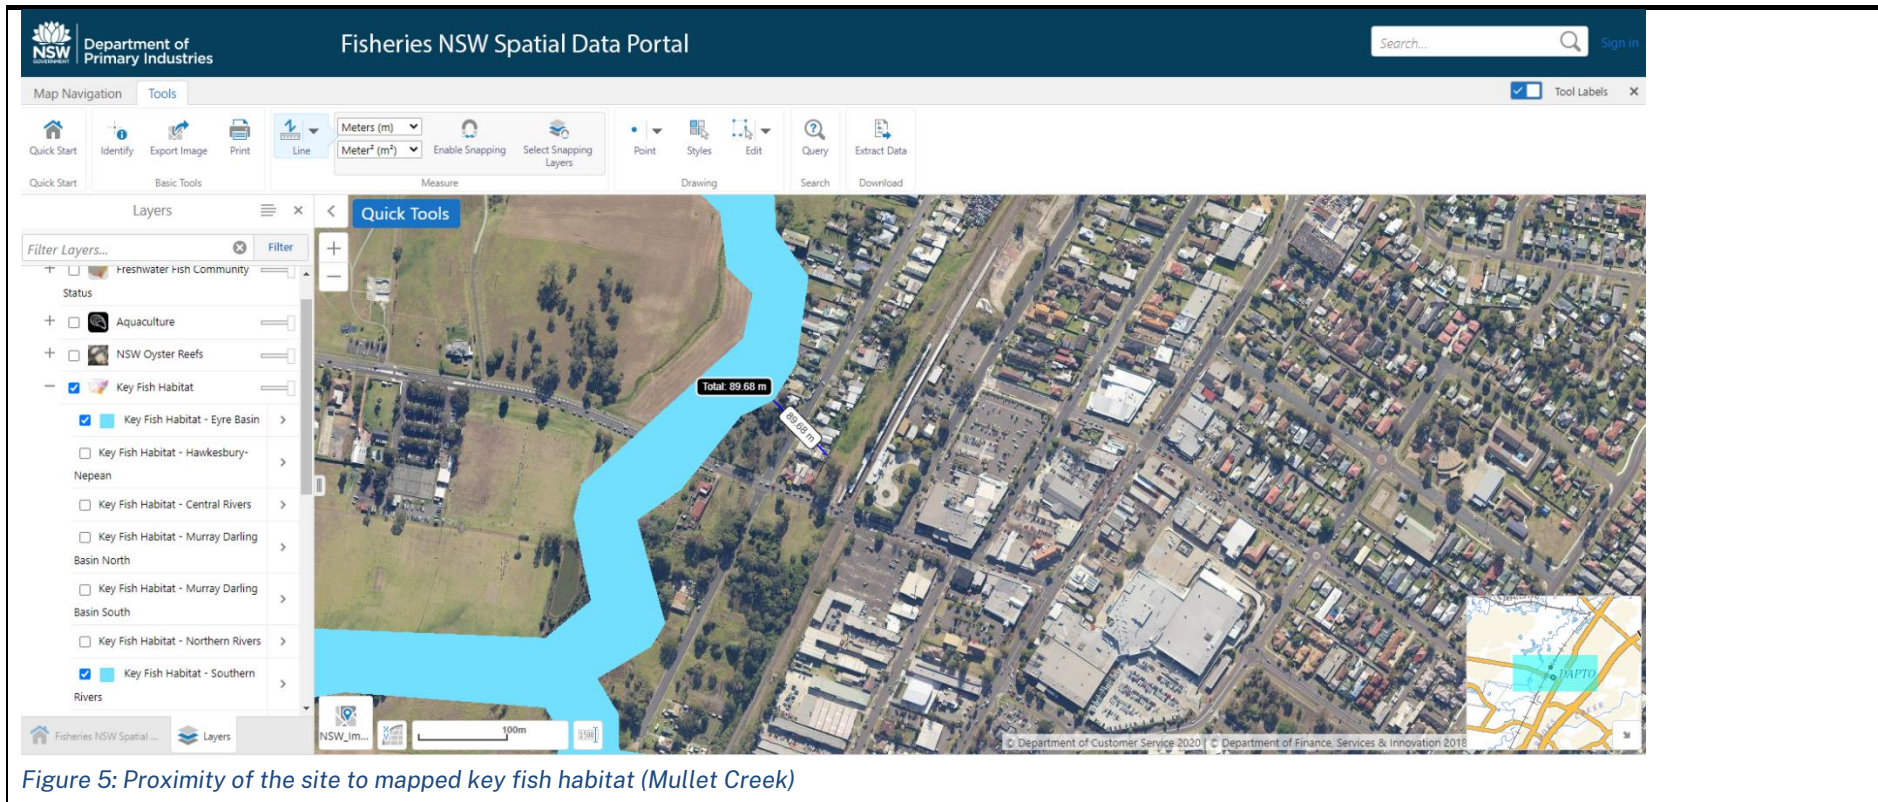 NSW
GOVERNMENT
Department of
Primary Industries
Fisheries NSW Spatial Data Portal
Search...
Sign in
Map Navigation
Tools
Tool Labels
Quick Start
Identify
Export Image
Print
Line
Meters (m)
Meter² (m²)
Enable Snapping
Select Snapping
Layers
Point
Styles
Edit
Query
Extract Data
Quick Start
Basic Tools
Measure
Drawing
Search
Download
Layers
Quick Tools
Filter Layers...
Filter
Freshwater Fish Community
Status
Aquaculture
NSW Oyster Reefs
Key Fish Habitat
Key Fish Habitat - Eyre Basin
Key Fish Habitat - Hawkesbury-
Nepean
Key Fish Habitat - Central Rivers
Key Fish Habitat - Murray Darling
Basin North
Key Fish Habitat - Murray Darling
Basin South
Key Fish Habitat - Northern Rivers
Key Fish Habitat - Southern
Rivers
Fisheries NSW Spatial ...
Layers
Total: 89.68 m
89.68 m
NSW_Im...
100m
DAPTO
CREEK
© Department of Customer Service 2020 | © Department of Finance, Services & Innovation 2018
Figure 5: Proximity of the site to mapped key fish habitat (Mullet Creek)